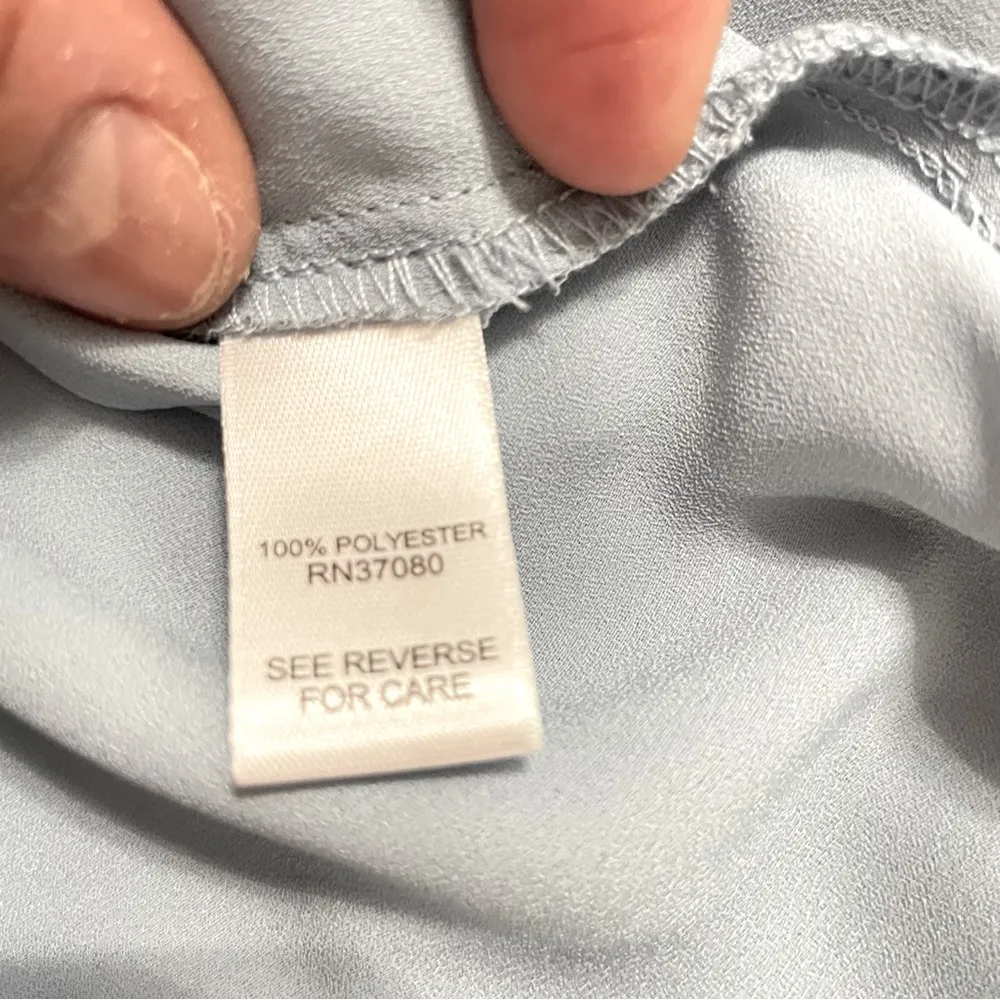 100% POLYESTER
RN37080
SEE REVERSE
FOR CARE